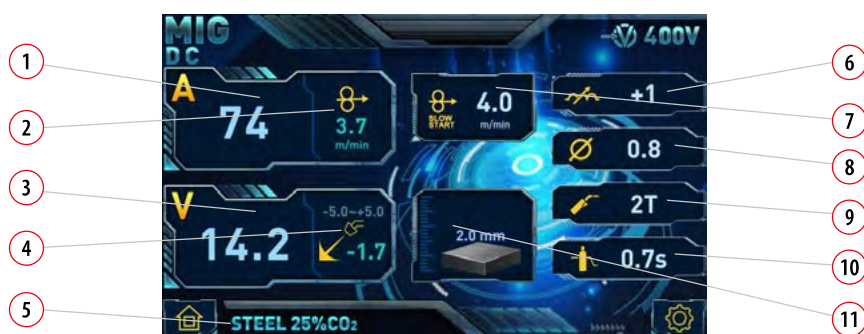 MIG
DC
400V
1
2
3
4
5
A
74
3.7
m/min
SLOW
START
4.0
m/min
+1
0.8
2T
0.7s
V
14.2
-5.0~+5.0
-1.7
2.0 mm
STEEL 25%CO₂
6
7
8
9
10
11